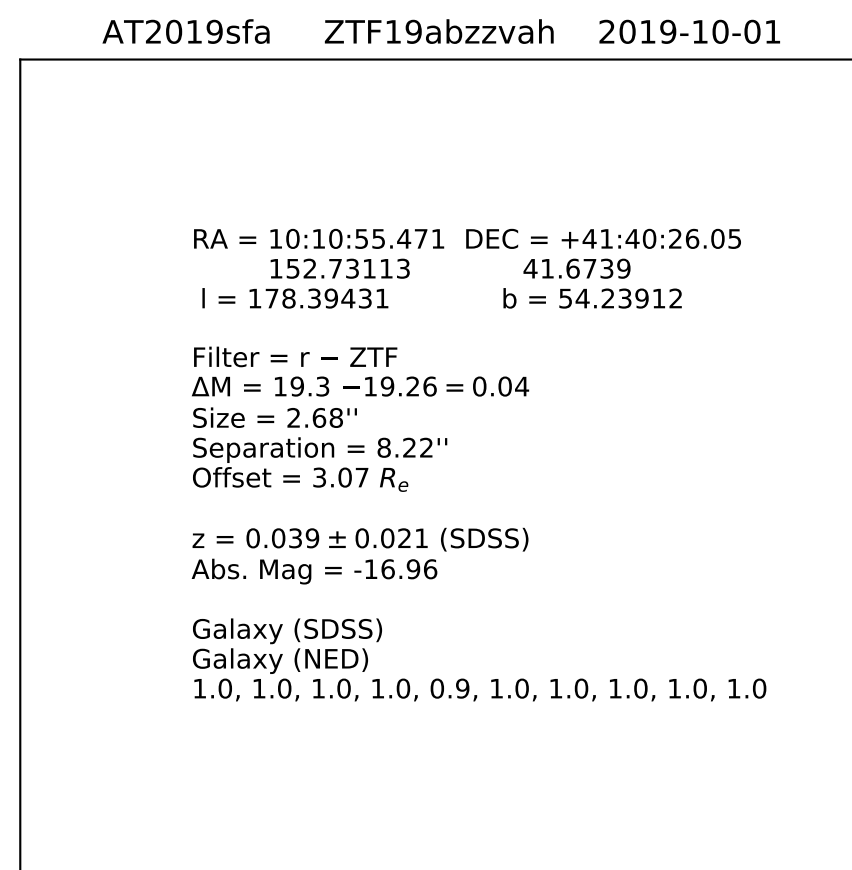 AT2019sfa ZTF19abzzvah 2019-10-01
RA = 10:10:55.471 DEC = +41:40:26.05
152.73113 41.6739
l = 178.39431 b = 54.23912
Filter = r − ZTF
ΔM = 19.3 −19.26 = 0.04
Size = 2.68''
Separation = 8.22''
Offset = 3.07 Rₑ
z = 0.039 ± 0.021 (SDSS)
Abs. Mag = -16.96
Galaxy (SDSS)
Galaxy (NED)
1.0, 1.0, 1.0, 1.0, 0.9, 1.0, 1.0, 1.0, 1.0, 1.0